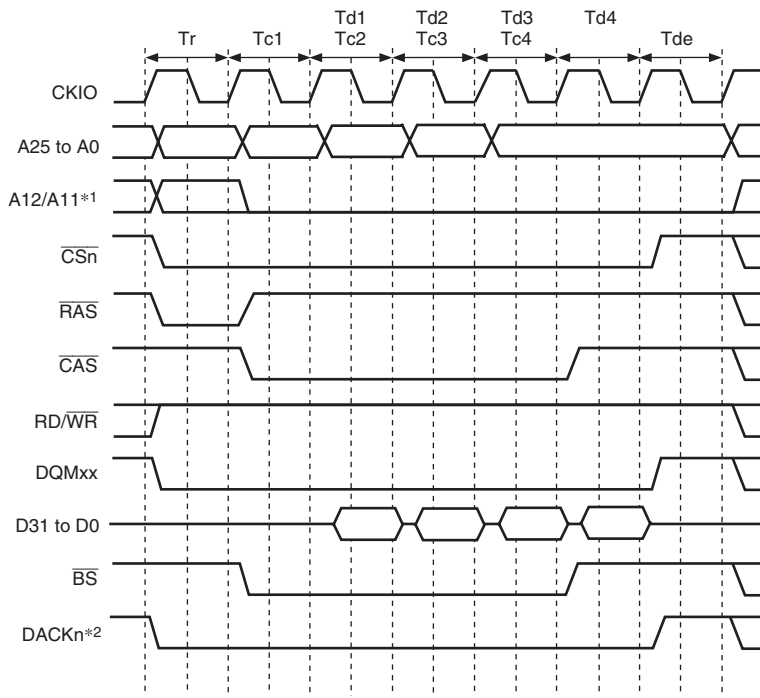 Td1 Td2 Td3 Td4
Tr Tc1 Tc2 Tc3 Tc4 Tde
CKIO
A25 to A0
A12/A11*1
CSn
RAS
CAS
RD/WR
DQMxx
D31 to D0
BS
DACKn*2